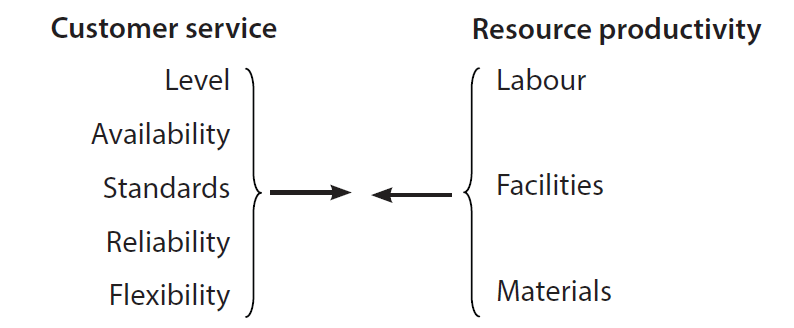 Customer service
Level
Availability
Standards
Reliability
Flexibility
Resource productivity
Labour
Facilities
Materials